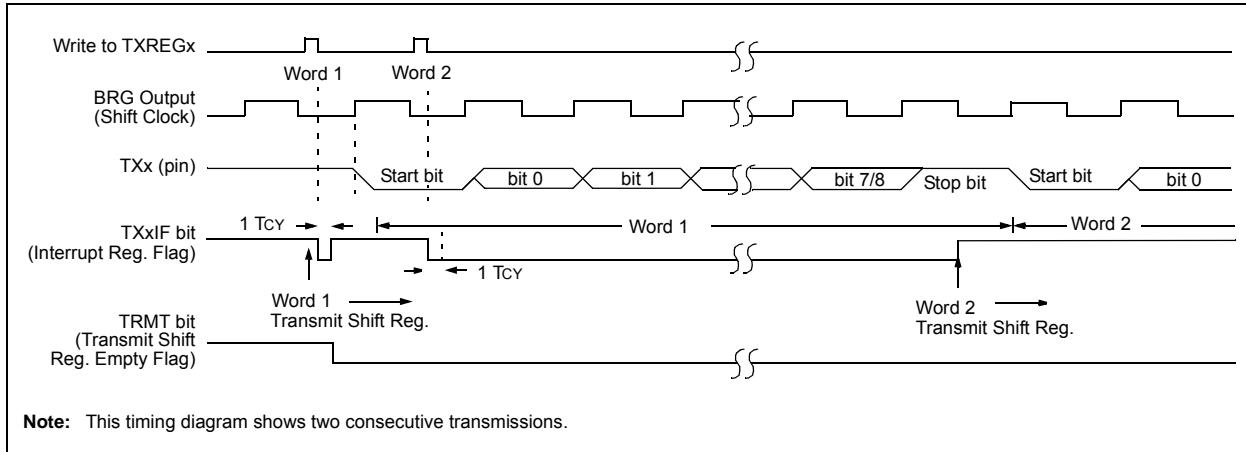 Write to TXREGx
Word 1
Word 2
BRG Output
(Shift Clock)
TXx (pin)
Start bit
bit 0
bit 1
bit 7/8
Stop bit
Start bit
bit 0
1 TCY
Word 1
Word 2
TXxIF bit
(Interrupt Reg. Flag)
1 TCY
Word 1
Transmit Shift Reg.
Word 2
Transmit Shift Reg.
TRMT bit
(Transmit Shift
Reg. Empty Flag)
Note: This timing diagram shows two consecutive transmissions.